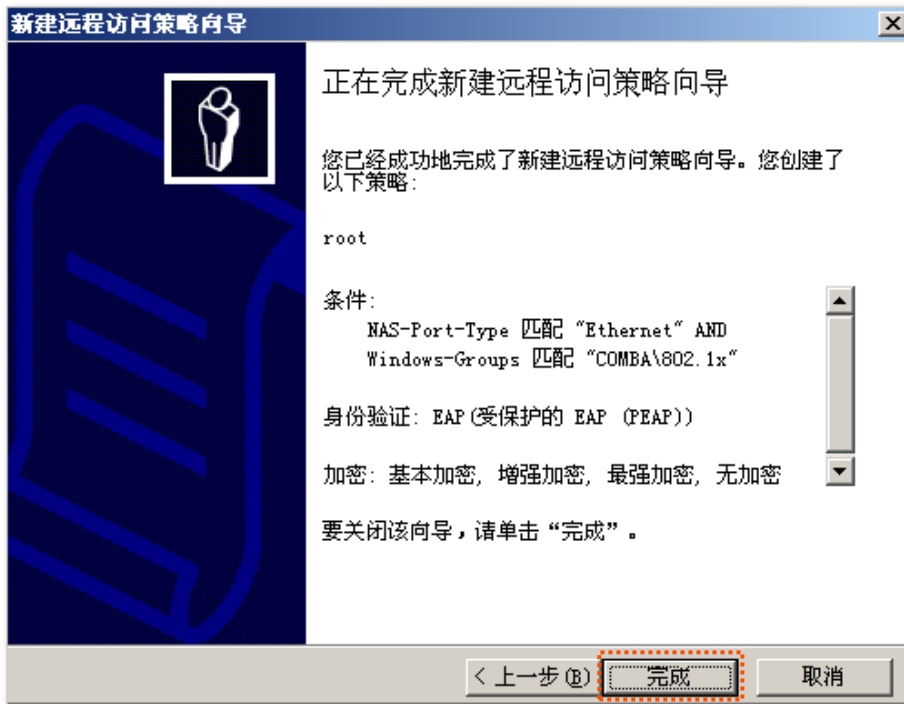 新建远程访问策略向导
正在完成新建远程访问策略向导
您已经成功地完成了新建远程访问策略向导。您创建了
以下策略:
root
条件:
NAS-Port-Type 匹配 "Ethernet" AND
Windows-Groups 匹配 "COMBA\802.1x"
身份验证: EAP(受保护的 EAP (PEAP))
加密: 基本加密, 增强加密, 最强加密, 无加密
要关闭该向导，请单击“完成”。
< 上一步(B) 完成 取消